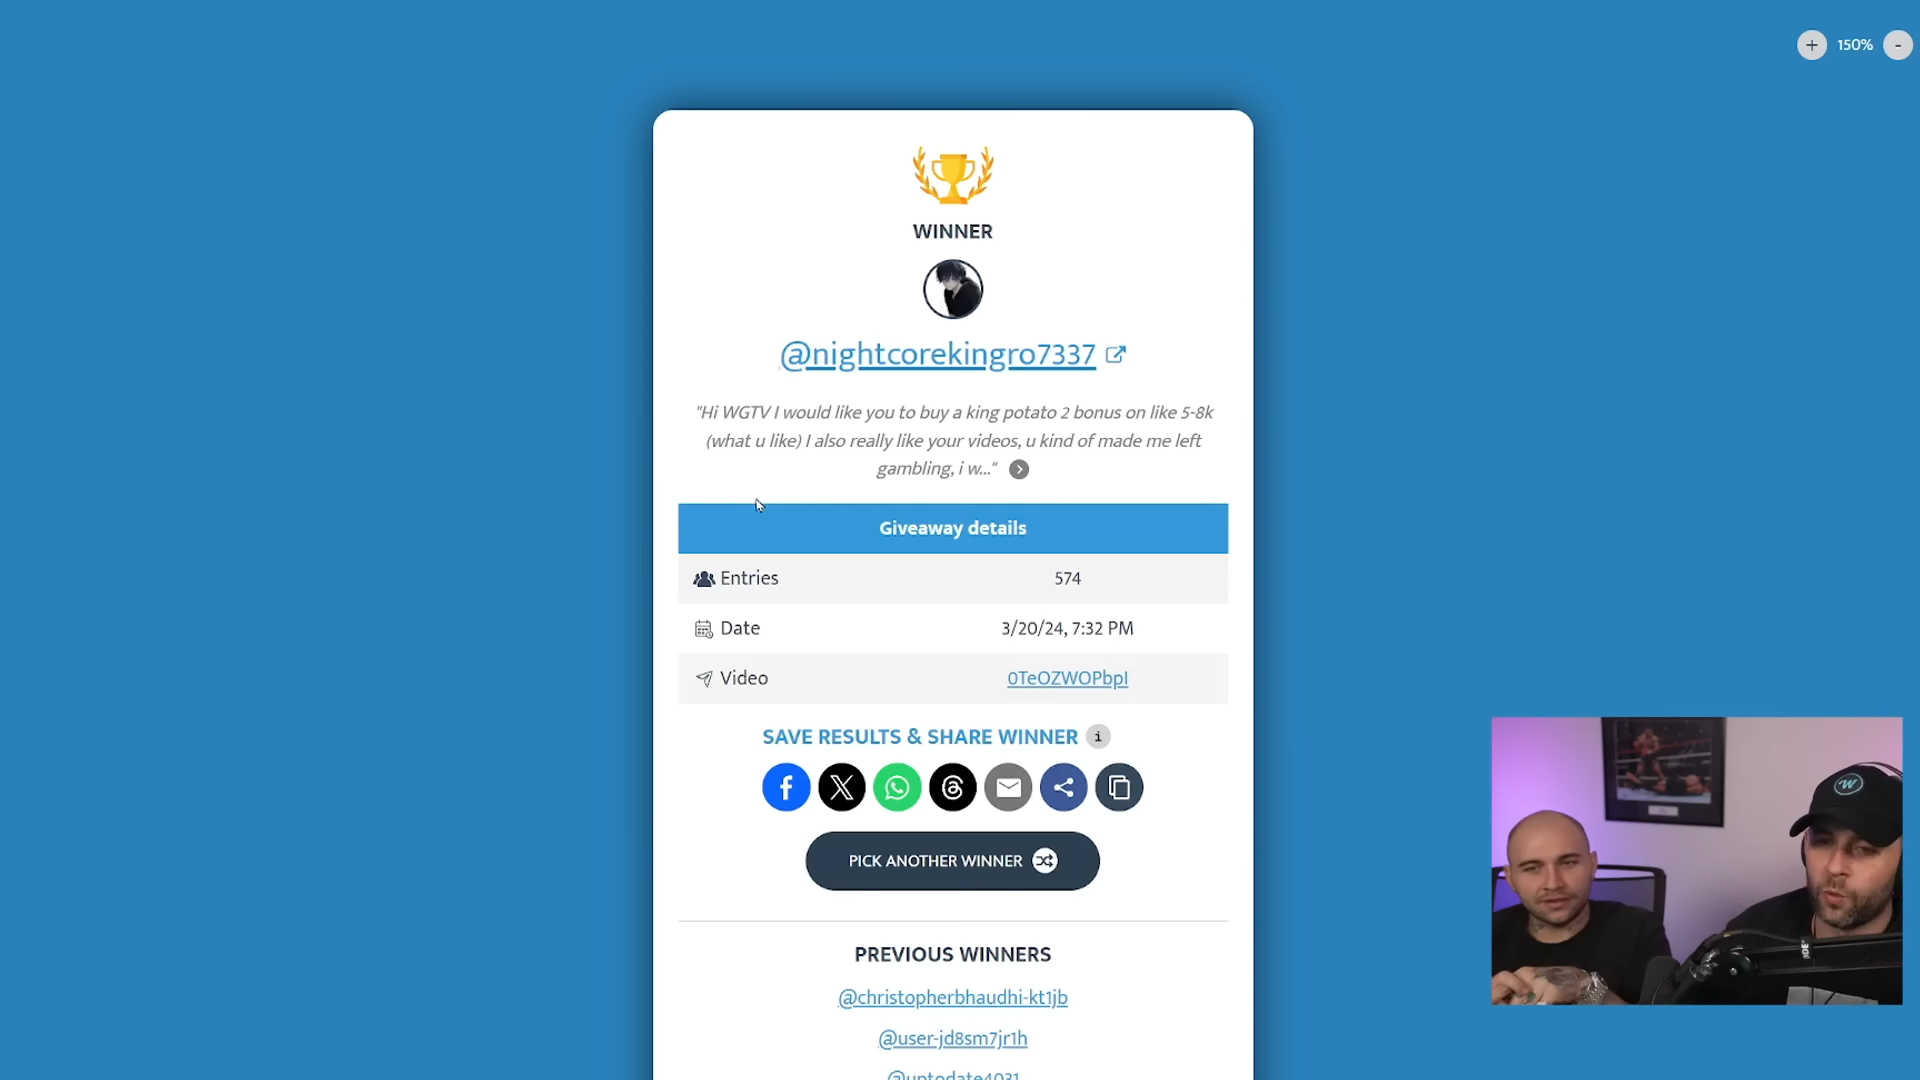 + 150% -
WINNER
@nightcorekingro7337
"Hi WGTV I would like you to buy a king potato 2 bonus on like 5-8k
(what u like) I also really like your videos, u kind of made me left
gambling, i w..."
Giveaway details
Entries 574
Date 3/20/24, 7:32 PM
Video 0TeOZWOPbpI
SAVE RESULTS & SHARE WINNER i
PICK ANOTHER WINNER
PREVIOUS WINNERS
@christopherbhaudhi-kt1jb
@user-jd8sm7jr1h
@uptodate4031
W
RODE